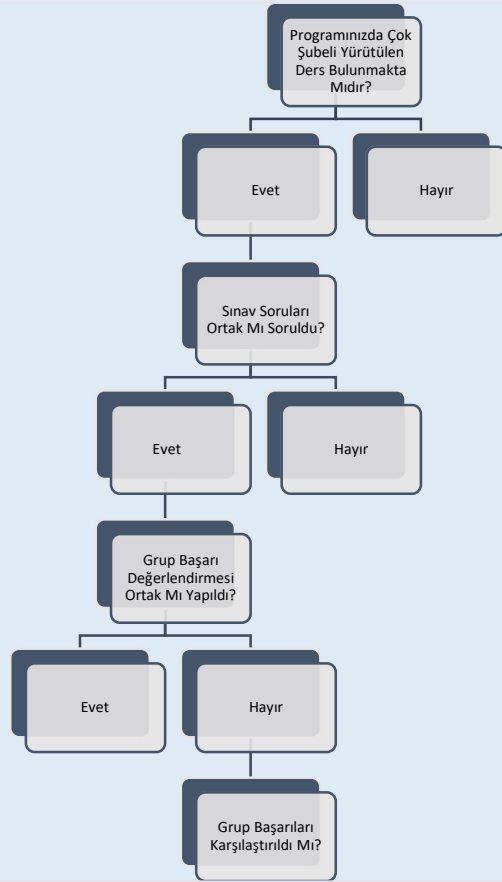 Programınızda Çok
Şubeli Yürütülen
Ders Bulunmakta
Mıdır?
Evet
Hayır
Sınav Soruları
Ortak Mı Soruldu?
Evet
Hayır
Grup Başarı
Değerlendirmesi
Ortak Mı Yapıldı?
Evet
Hayır
Grup Başarıları
Karşılaştırıldı Mı?